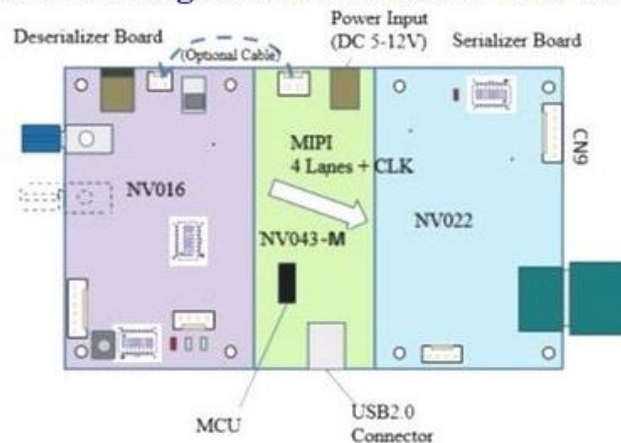 Power Input
Deserializer Board
(DC 5-12V)
Serializer Board
(Optional Cable)
MIPI
4 Lanes + CLK
CN9
NV016
NV022
NV043-M
MCU
USB2.0
Connector